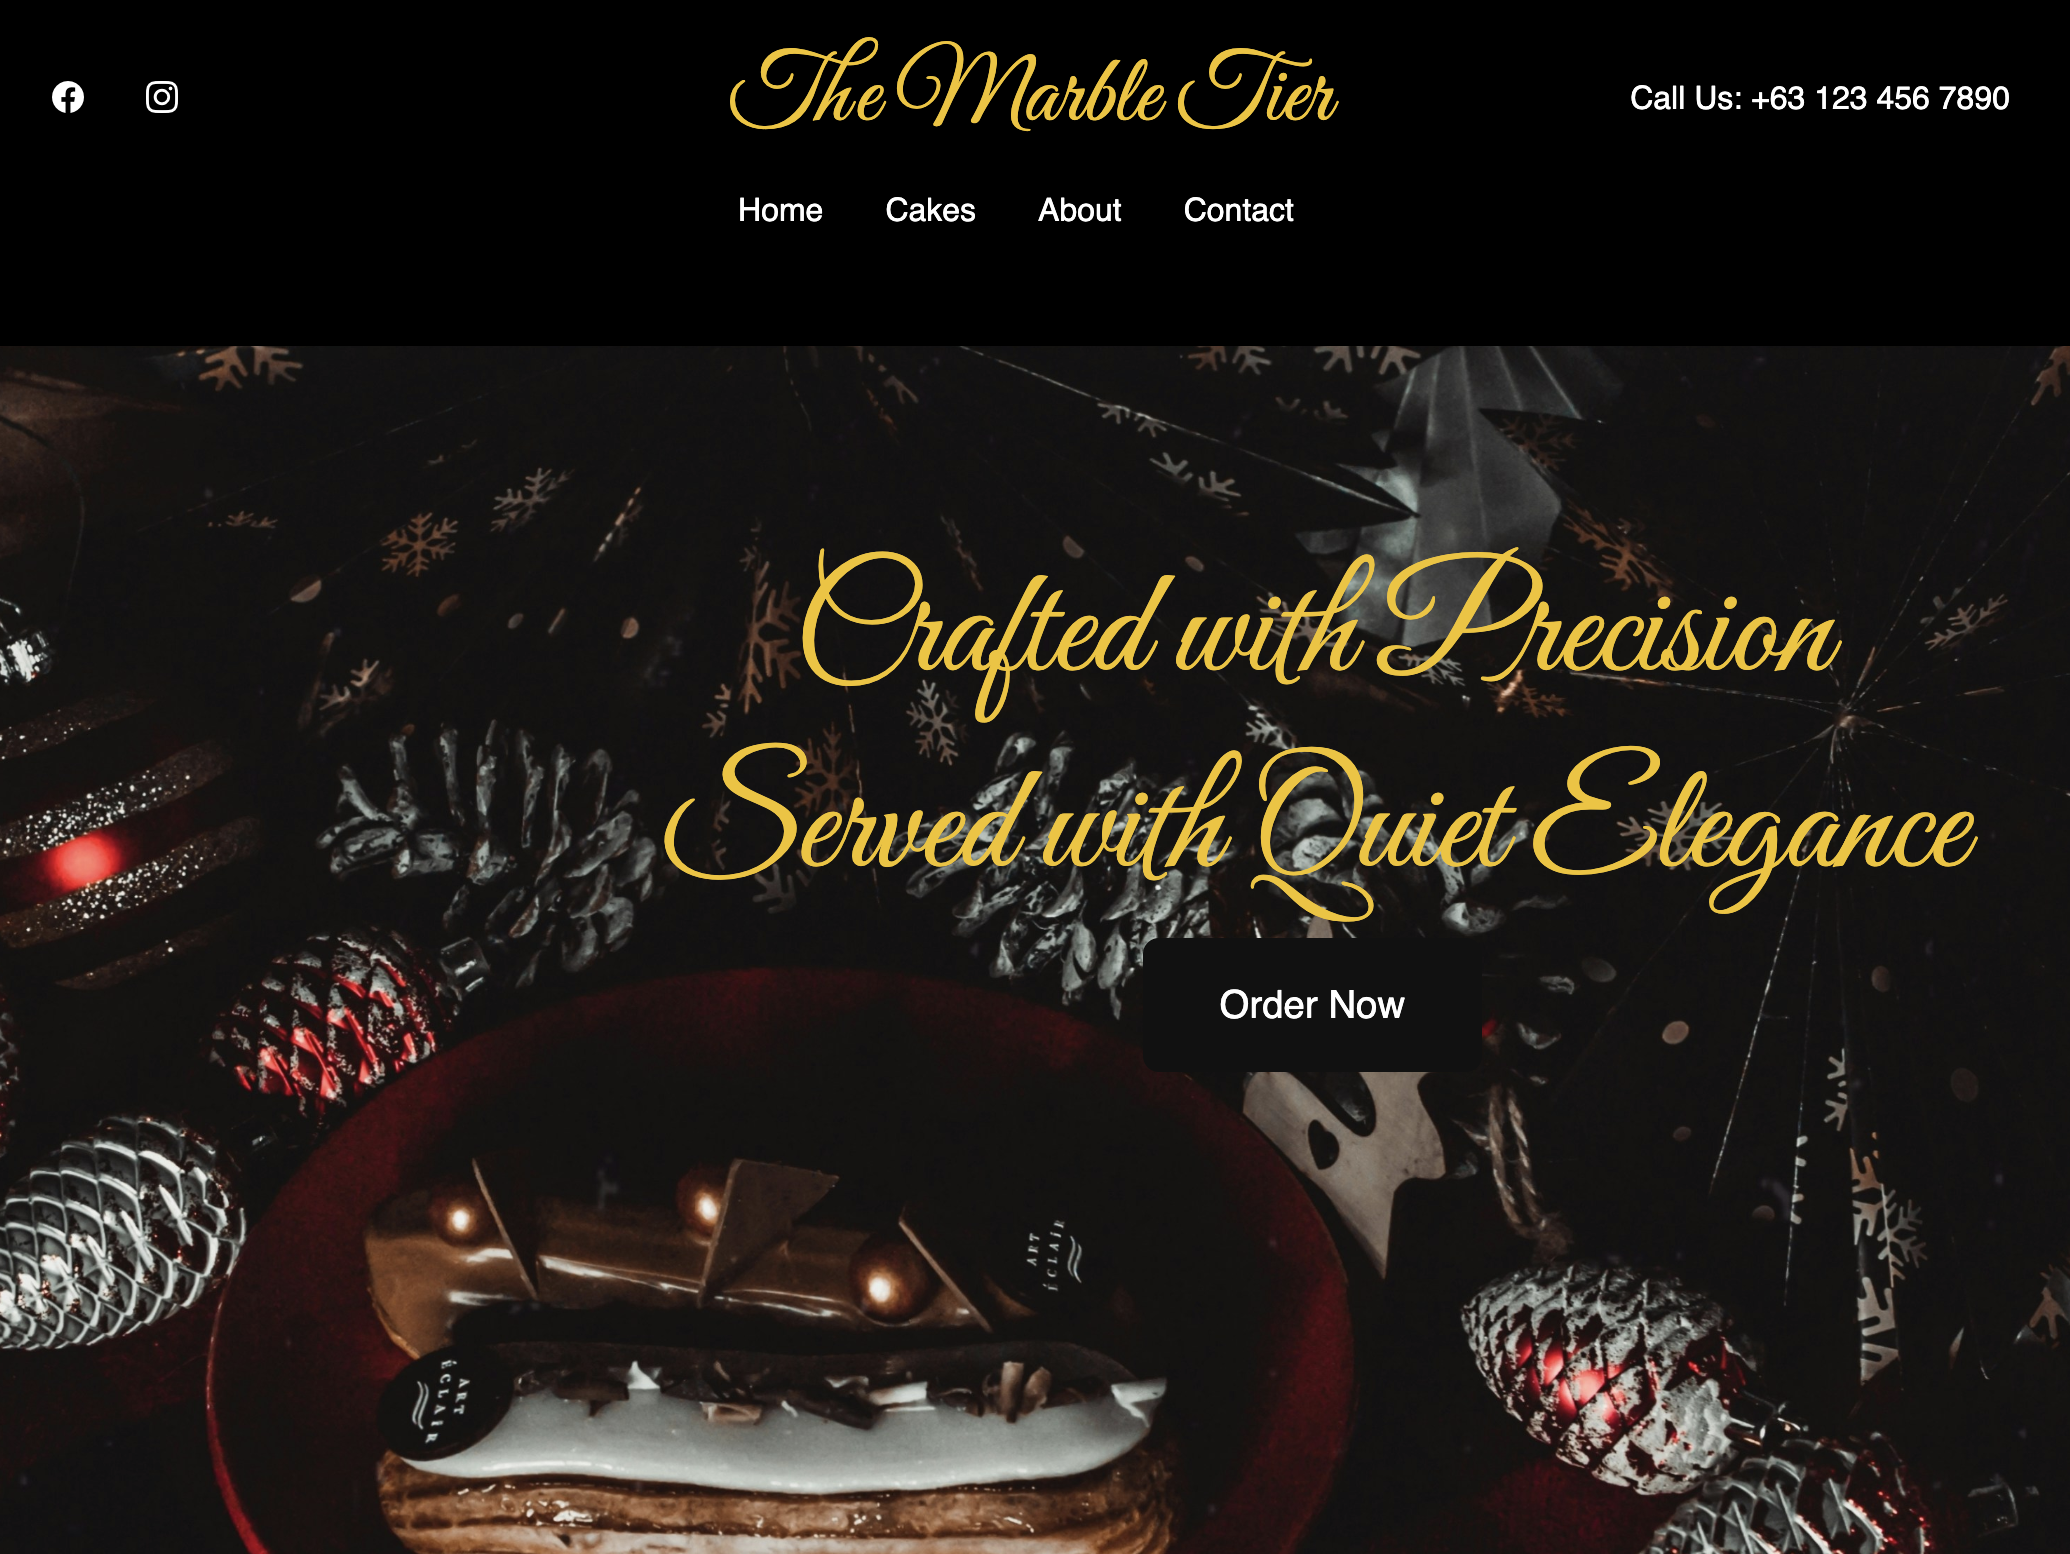 The Marble Tier
Call Us: +63 123 456 7890
Home Cakes About Contact
Crafted with Precision
Served with Quiet Elegance
Order Now
ART
ÉCLAIR
ART
ÉCLAIR